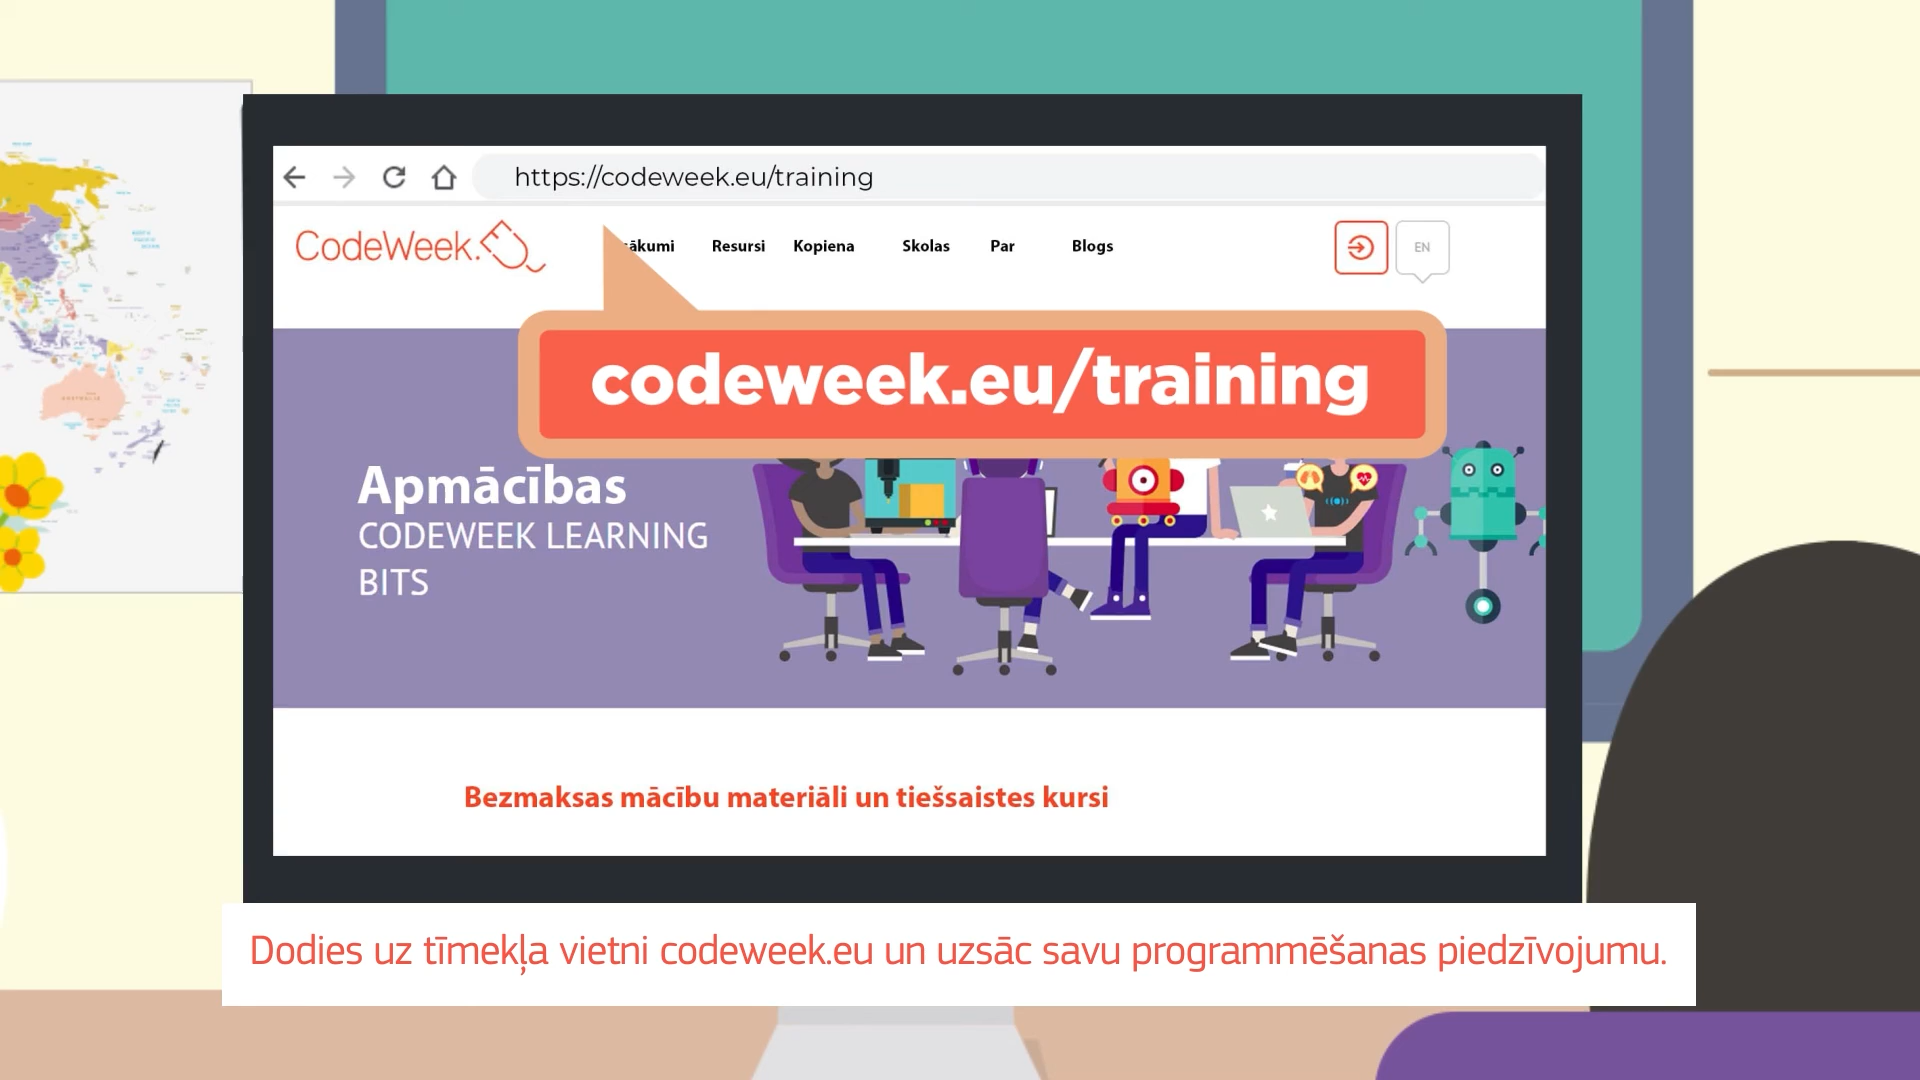 https://codeweek.eu/training
CodeWeek.
Resursi Kopiena Skolas Par Blogs
EN
codeweek.eu/training
Apmācības
CODEWEEK LEARNING
BITS
Bezmaksas mācību materiāli un tiešsaistes kursi
Dodies uz tīmekļa vietni codeweek.eu un uzsāc savu programmēšanas piedzīvojumu.